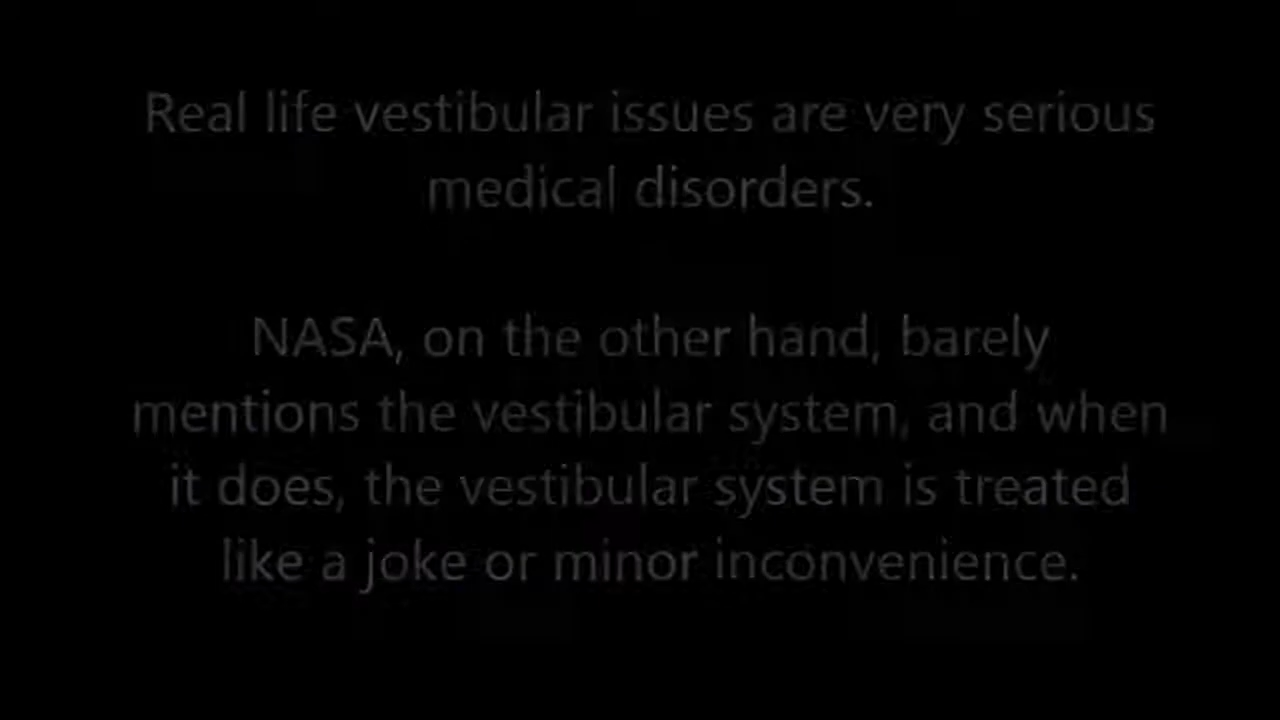 Real life vestibular issues are very serious
medical disorders.
NASA, on the other hand, barely
mentions the vestibular system, and when
it does, the vestibular system is treated
like a joke or minor inconvenience.